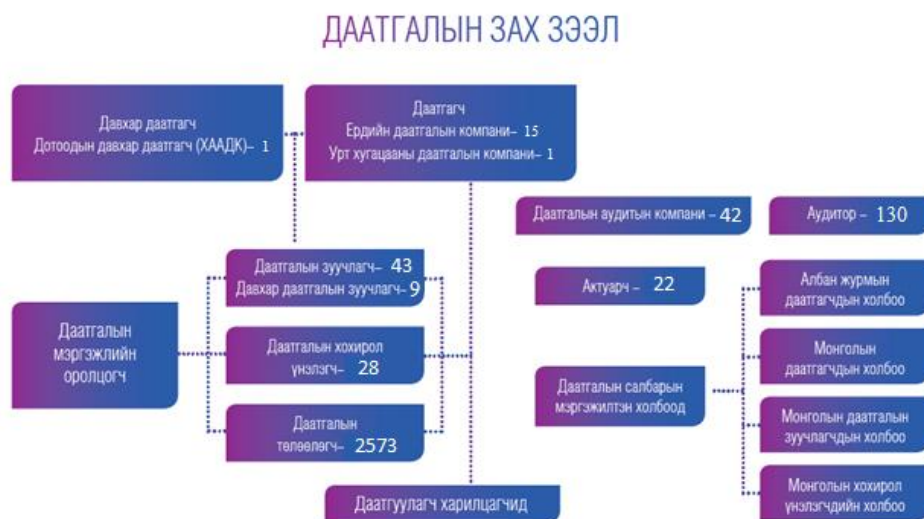 ДААТГАЛЫН ЗАХ ЗЭЭЛ
Давхар даатгагч
Дотоодын давхар даатгагч (ХААДК)– 1
Даатгагч
Ердийн даатгалын компани– 15
Урт хугацааны даатгалын компани– 1
Даатгалын аудитын компани – 42
Аудитор – 130
Даатгалын зуучлагч– 43
Давхар даатгалын зуучлагч– 9
Актуарч – 22
Албан журмын
даатгагчдын холбоо
Даатгалын
мэргэжлийн
оролцогч
Даатгалын хохирол
үнэлэгч– 28
Монголын
даатгагчдын холбоо
Даатгалын салбарын
мэргэжилтэн холбоод
Даатгалын
төлөөлөгч– 2573
Монголын даатгалын
зуучлагчдын холбоо
Даатгуулагч харилцагчид
Монголын хохирол
үнэлэгчдийн холбоо